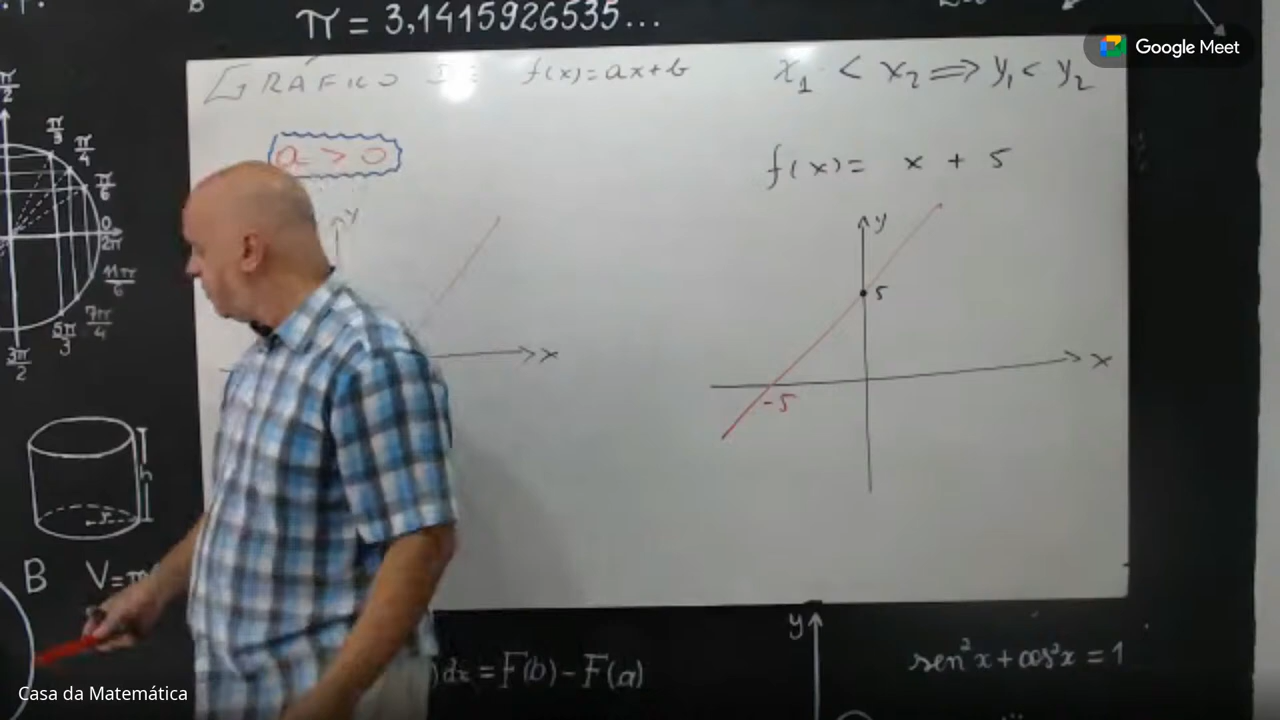 π = 3,1415926535...
Google Meet
GRÁFICO f(x) = ax + b
x₁ < x₂ ⇒ y₁ < y₂
a > 0
f(x) = x + 5
π/2
π/3
π/4
π/6
0
2π
11π/6
7π/4
5π/3
3π/2
y
x
y
5
x
-5
h
r
B V=π
)dx = F(b) - F(a)
y
sen²x + cos²x = 1
Casa da Matemática